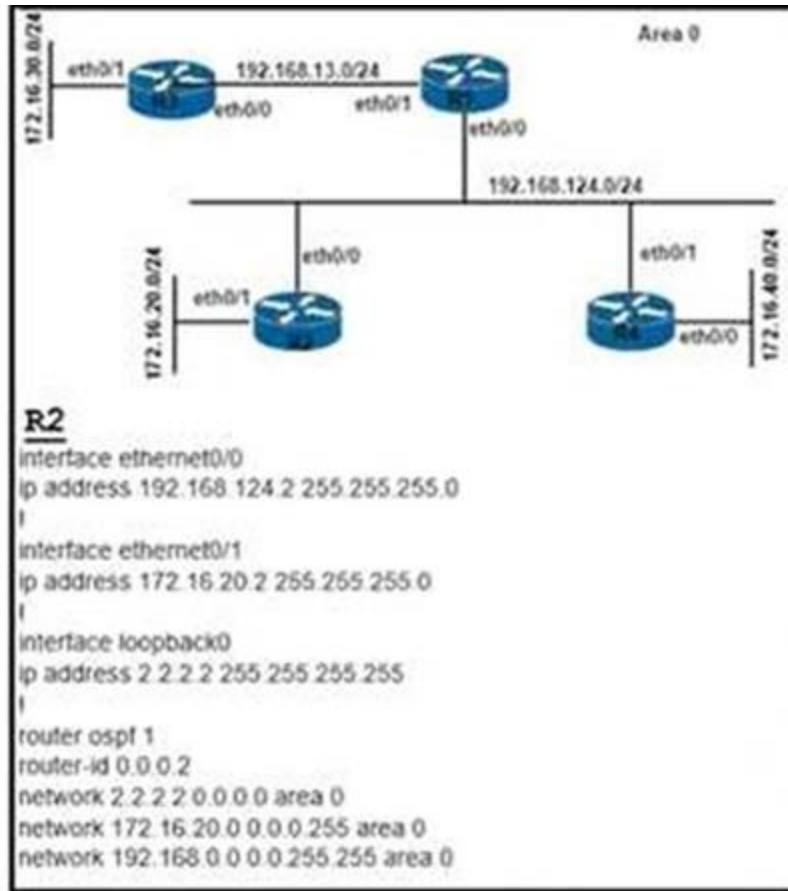 Area 0
172.16.30.0/24
eth0/1
192.168.13.0/24
eth0/0
eth0/1
eth0/0
192.168.124.0/24
eth0/0
eth0/1
172.16.20.0/24
eth0/1
R4
eth0/0
172.16.40.0/24
R2
interface ethernet0/0
ip address 192.168.124.2 255.255.255.0
!
interface ethernet0/1
ip address 172.16.20.2 255.255.255.0
!
interface loopback0
ip address 2.2.2.2 255.255.255.255
!
router ospf 1
router-id 0.0.0.2
network 2.2.2.2 0.0.0.0 area 0
network 172.16.20.0 0.0.0.255 area 0
network 192.168.0.0 0.0.255.255 area 0